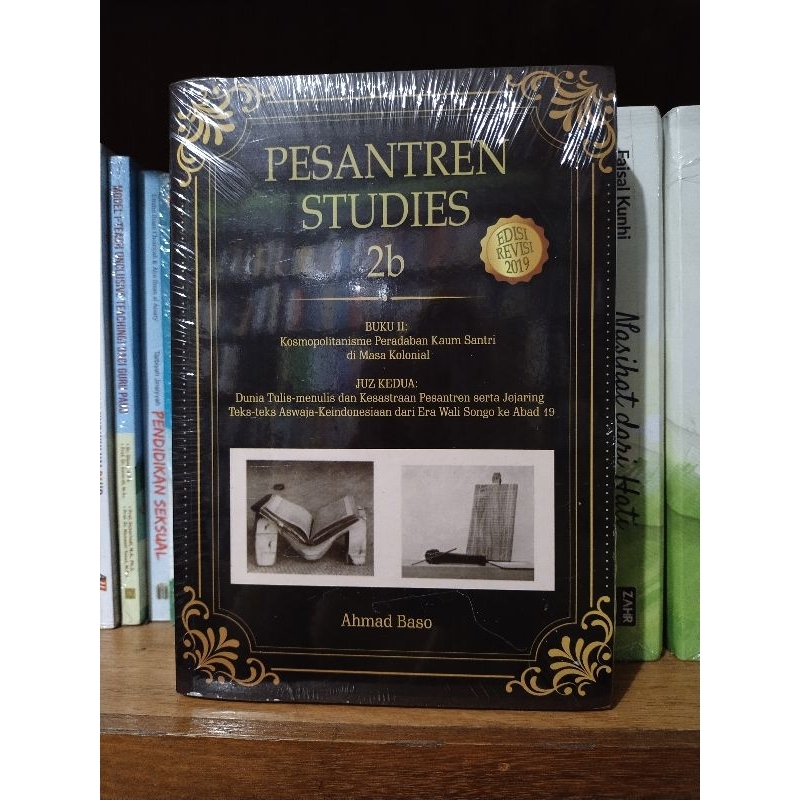 PESANTREN
STUDIES
2b
EDISI
REVISI
2019
BUKU II:
Kosmopolitanisme Peradaban Kaum Santri
di Masa Kolonial
JUZ KEDUA:
Dunia Tulis-menulis dan Kesastraan Pesantren serta Jejaring
Teks-teks Aswaja-Keindonesiaan dari Era Wali Songo ke Abad 19
Ahmad Baso
PENDIDIKAN SEKSUAL
Faisal Kunhi
Nasihat dari Hati
ZAHR